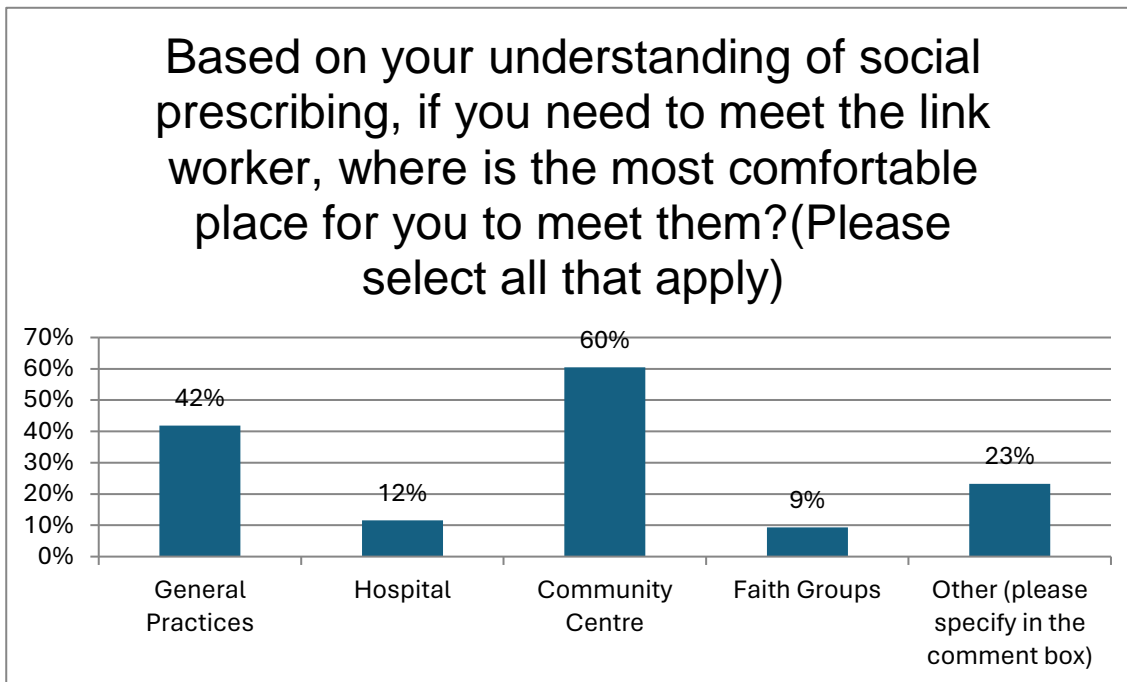 Based on your understanding of social
prescribing, if you need to meet the link
worker, where is the most comfortable
place for you to meet them?(Please
select all that apply)
70%
60%
50%
40%
30%
20%
10%
0%
42%
12%
60%
9%
23%
General
Practices
Hospital
Community
Centre
Faith Groups
Other (please
specify in the
comment box)